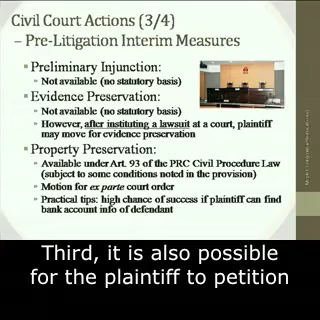 Civil Court Actions (3/4)
– Pre-Litigation Interim Measures
Preliminary Injunction:
Not available (no statutory basis)
Evidence Preservation:
Not available (no statutory basis)
However, after instituting a lawsuit at a court, plaintiff
may move for evidence preservation
Property Preservation:
Available under Art. 93 of the PRC Civil Procedure Law
(subject to some conditions noted in the provision)
Motion for ex parte court order
Practical tips: high chance of success if plaintiff can find
bank account info of defendant
Third, it is also possible
for the plaintiff to petition